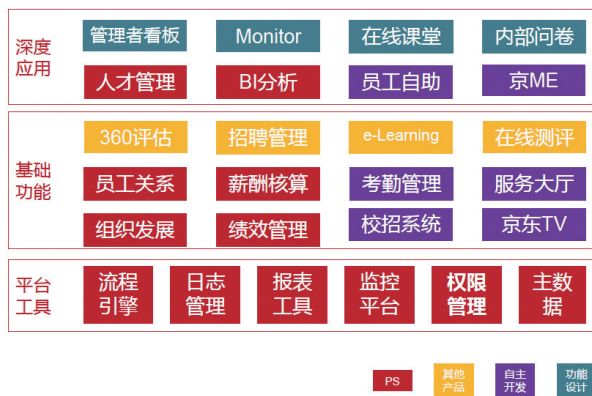 深度
应用
管理者看板 Monitor 在线课堂 内部问卷
人才管理 BI分析 员工自助 京ME
基础
功能
360评估 招聘管理 e-Learning 在线测评
员工关系 薪酬核算 考勤管理 服务大厅
组织发展 绩效管理 校招系统 京东TV
平台
工具
流程 日志 报表 监控 权限 主数
引擎 管理 工具 平台 管理 据
PS 其他 自主 功能
产品 开发 设计